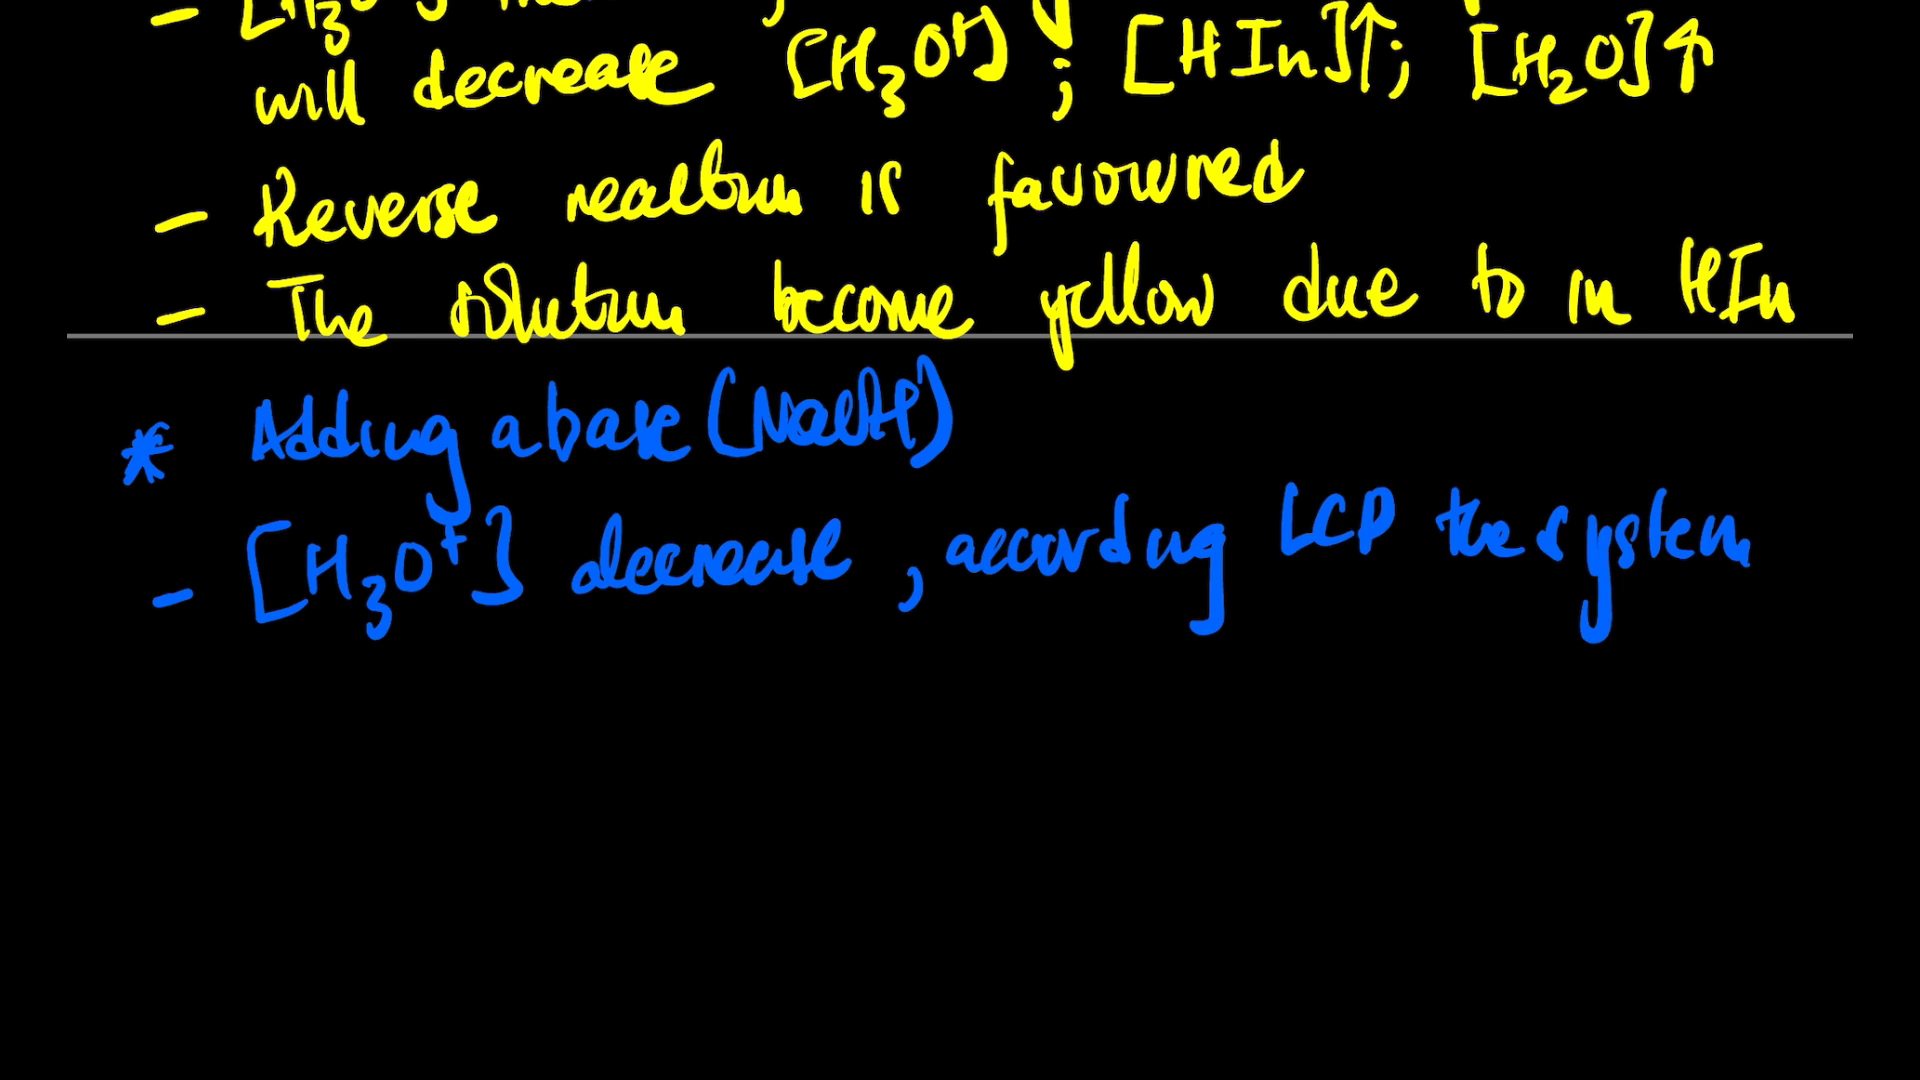 - [H3O+]
will decrease [H3O+]↓; [HIn]↑; [H2O]↑
- Reverse reaction is favoured
- The solution become yellow due to in HIn
* Adding a base (NaOH)
- [H3O+] decrease, according LCP the system